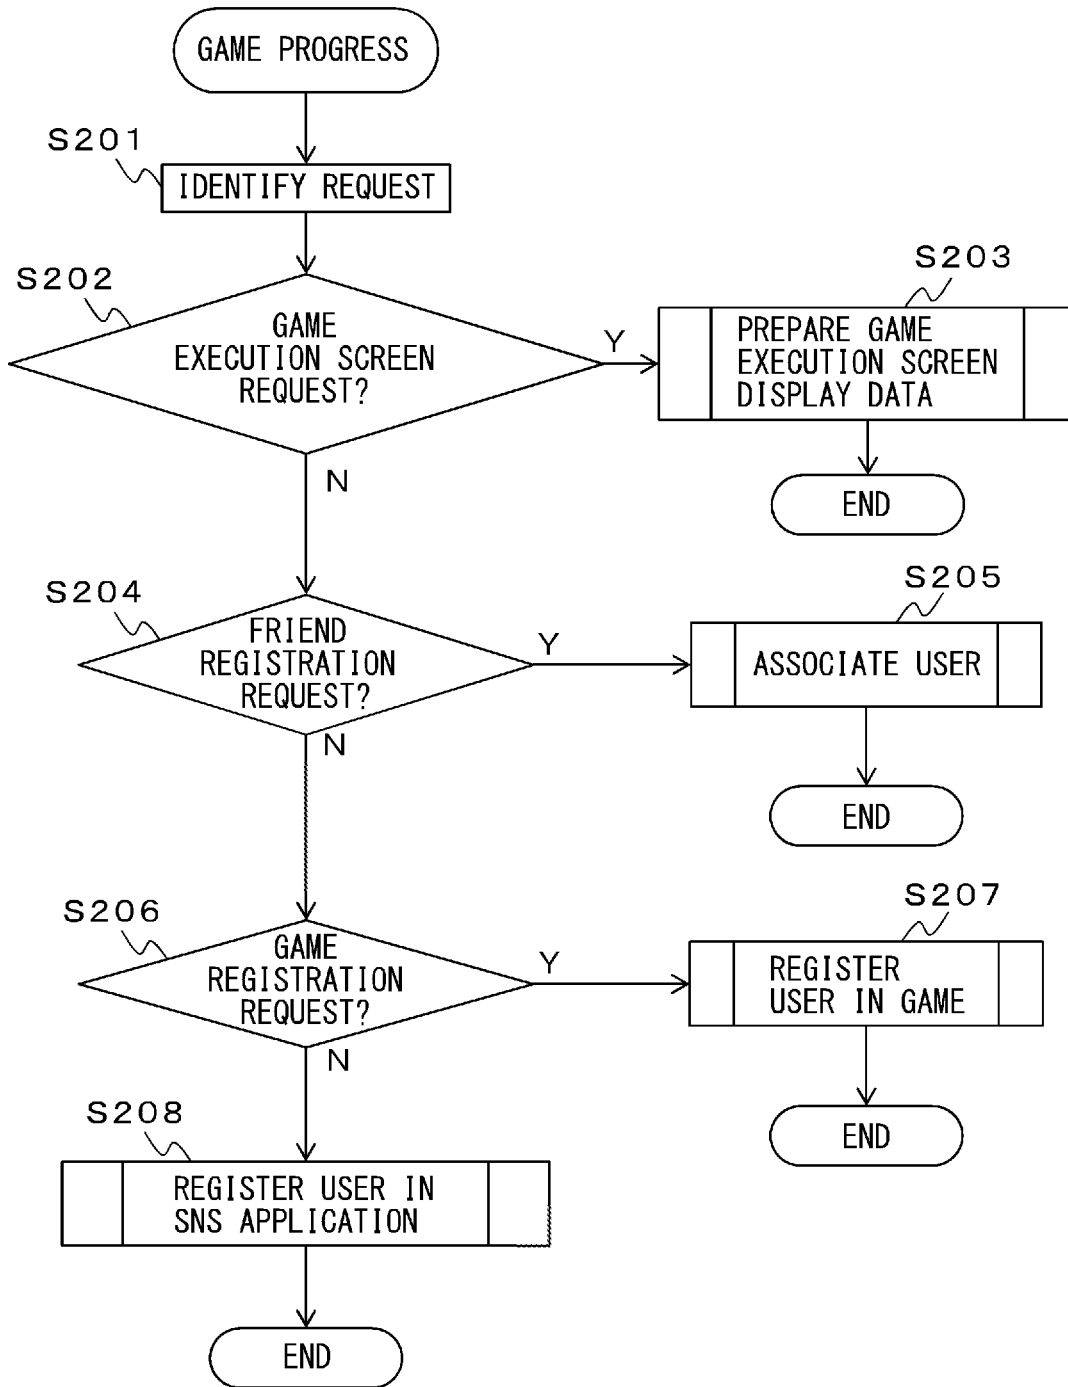 GAME PROGRESS
S201
IDENTIFY REQUEST
S202
GAME
EXECUTION SCREEN
REQUEST?
Y
S203
PREPARE GAME
EXECUTION SCREEN
DISPLAY DATA
END
N
S204
FRIEND
REGISTRATION
REQUEST?
Y
S205
ASSOCIATE USER
END
N
S206
GAME
REGISTRATION
REQUEST?
Y
S207
REGISTER
USER IN GAME
END
N
S208
REGISTER USER IN
SNS APPLICATION
END